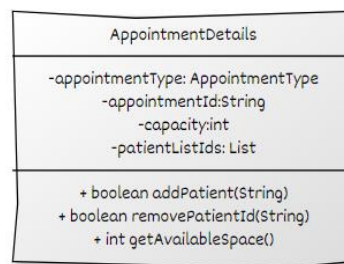 AppointmentDetails
-appointmentType: AppointmentType
-appointmentId:String
-capacity:int
-patientListIds: List
+ boolean addPatient(String)
+ boolean removePatientId(String)
+ int getAvailableSpace()